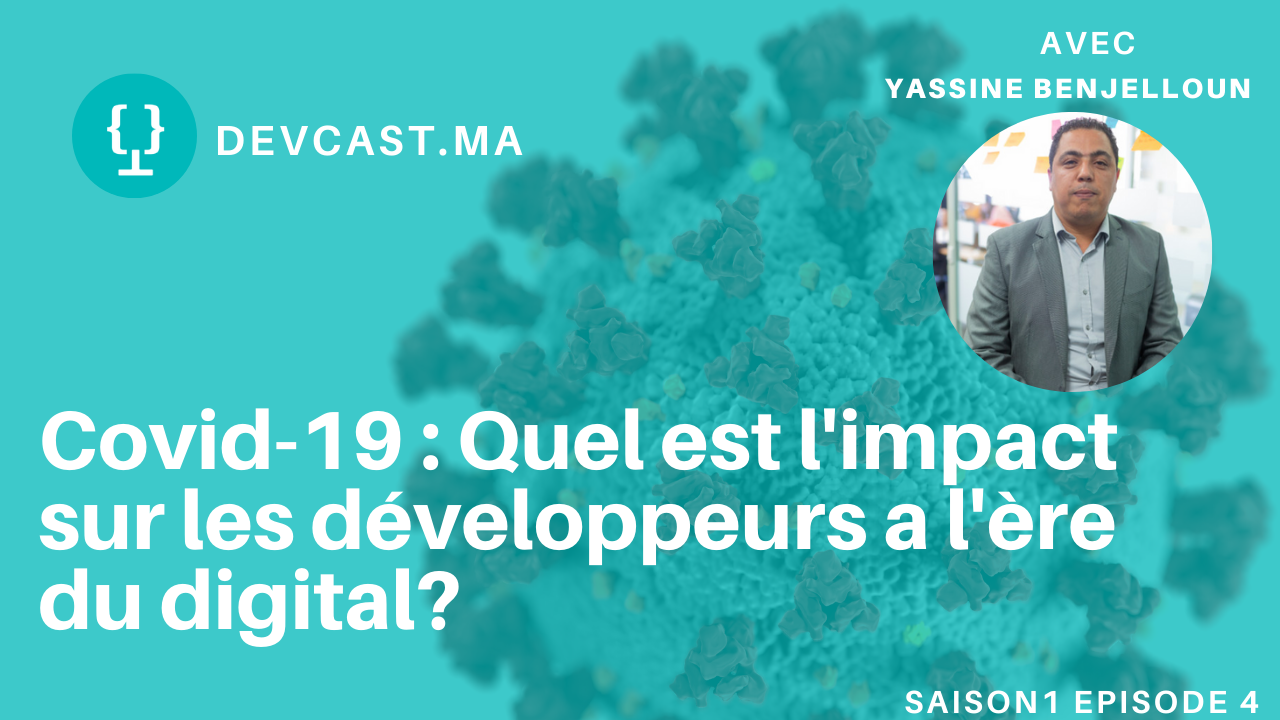 AVEC
YASSINE BENJELLOUN
{ }
DEVCAST.MA
Covid-19 : Quel est l'impact
sur les développeurs a l'ère
du digital?
SAISON1 EPISODE 4